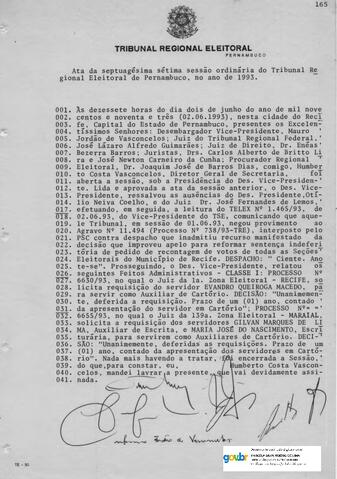 165
TRIBUNAL REGIONAL ELEITORAL
PERNAMBUCO
Ata da septuagésima sétima sessão ordinária do Tribunal Re
gional Eleitoral de Pernambuco, no ano de 1993.
001. Às dezessete horas do dia dois de junho do ano de mil nove
002. centos e noventa e três (02.06.1993), nesta cidade do Reci
003. fe, Capital do Estado de Pernambuco, presentes os Excelen-
004. tíssimos Senhores: Desembargador Vice-Presidente, Mauro
005. Jordão de Vasconcelos; Juiz do Tribunal Regional Federal,
006. José Lázaro Alfredo Guimarães; Juiz de Direito, Dr. Enéas
007. Bezerra Barros; Juristas, Drs. Carlos Alberto de Britto Li
008. ra e José Newton Carneiro da Cunha; Procurador Regional
009. Eleitoral, Dr. Joaquim José de Barros Dias, comigo, Humber
010. to Costa Vasconcelos, Diretor Geral de Secretaria, foi
011. aberta a sessão, sob a Presidência do Des. Vice-Presiden-
012. te. Lida e aprovada a ata da sessão anterior, o Des. Vice-
013. Presidente, ressalvou as ausências do Des. Presidente, Otí-
014. lio Neiva Coelho, e do Juiz Dr. José Fernandes de Lemos,
017. efetuando, em seguida, a leitura do TELEX Nº 1.465/93, de
018. 02.06.93, do Vice-Presidente do TSE, comunicando que aque-
019. le Tribunal, em sessão de 01.06.93, negou provimento ao
020. Agravo Nº 11.494 (Processo Nº 738/93-TRE), interposto pelo
021. PSC contra despacho que inadmitiu recurso manifestado da
022. decisão que improveu apelo para reformar sentença indefei
023. tória de pedido de recontagem de votos de todas as Seções
024. Eleitorais do Município de Recife. DESPACHO: " Ciente. Ano
025. te-se". Prosseguindo, o Des. Vice-Presidente, relatou os
026. seguintes Feitos Administrativos - CLASSE I: PROCESSO Nº
027. 6650/93, no qual o Juiz da 1a. Zona Eleitoral - RECIFE, so
028. licita requisição do servidor EVANDRO QUEIROGA MACEDO, pa
029. ra servir como Auxiliar de Cartório. DECISÃO: "Unanimemen-
030. te, deferida a requisição. Prazo de um (01) ano, contado
031. da apresentação do servidor em Cartório"; PROCESSO Nº
032. 6655/93, no qual o Juiz da 139a. Zona Eleitoral - MARAIAL,
033. solicita a requisição dos servidores GILVAN MARQUES DE LI
034. MA, Auxiliar de Escrita, e MARIA JOSÉ DO NASCIMENTO, Escri
035. turária, para servirem como Auxiliares de Cartório. DECI-
036. SÃO: "Unanimemente, deferidas as requisições. Prazo de um
037. (01) ano, contado da apresentação dos servidores em Cartó-
038. rio". Nada mais havendo a tratar, foi encerrada a Sessão,
039. do que, para constar, eu, Humberto Costa Vascon-
040. celos, mandei lavrar a presente que vai devidamente assi-
041. nada.
gov.br
TE - 90